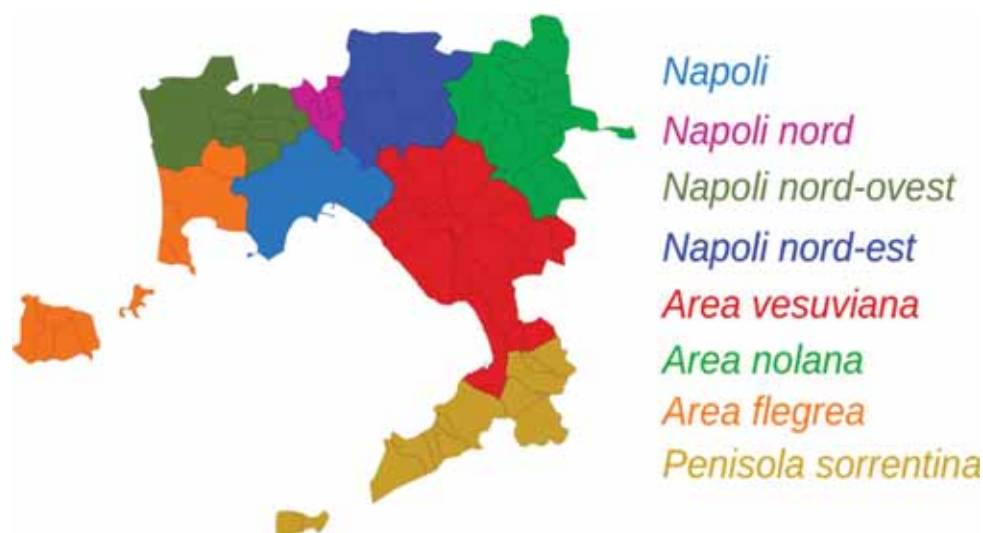 Napoli
Napoli nord
Napoli nord-ovest
Napoli nord-est
Area vesuviana
Area nolana
Area flegrea
Penisola sorrentina